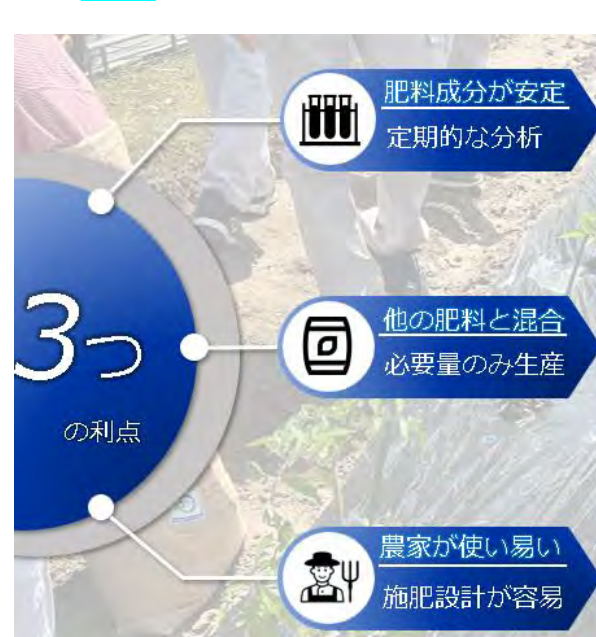 3つ
の利点
肥料成分が安定
定期的な分析
他の肥料と混合
必要量のみ生産
農家が使い易い
施肥設計が容易